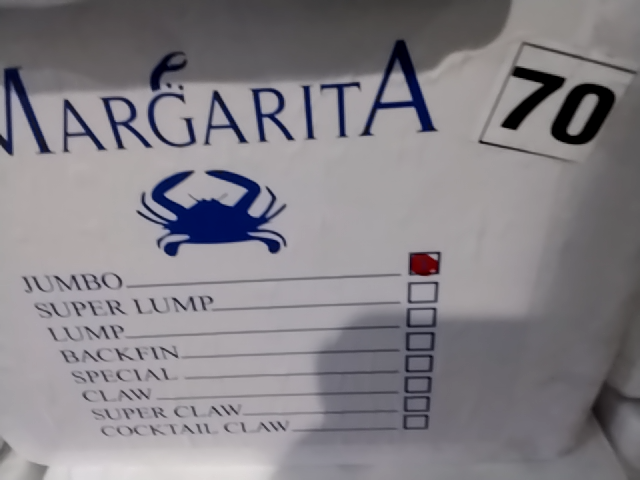 MARGARITA
70
JUMBO
SUPER LUMP
LUMP
BACKFIN
SPECIAL
CLAW
SUPER CLAW
COCKTAIL CLAW